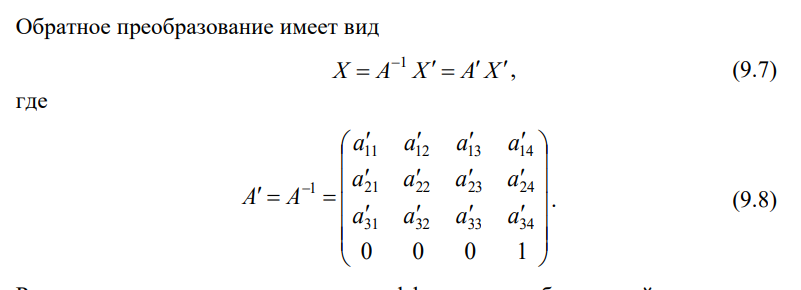 Обратное преобразование имеет вид
X = A⁻¹ X′ = A′ X′, (9.7)
где
a′₁₁ a′₁₂ a′₁₃ a′₁₄
a′₂₁ a′₂₂ a′₂₃ a′₂₄
A′ = A⁻¹ = . (9.8)
a′₃₁ a′₃₂ a′₃₃ a′₃₄
0 0 0 1